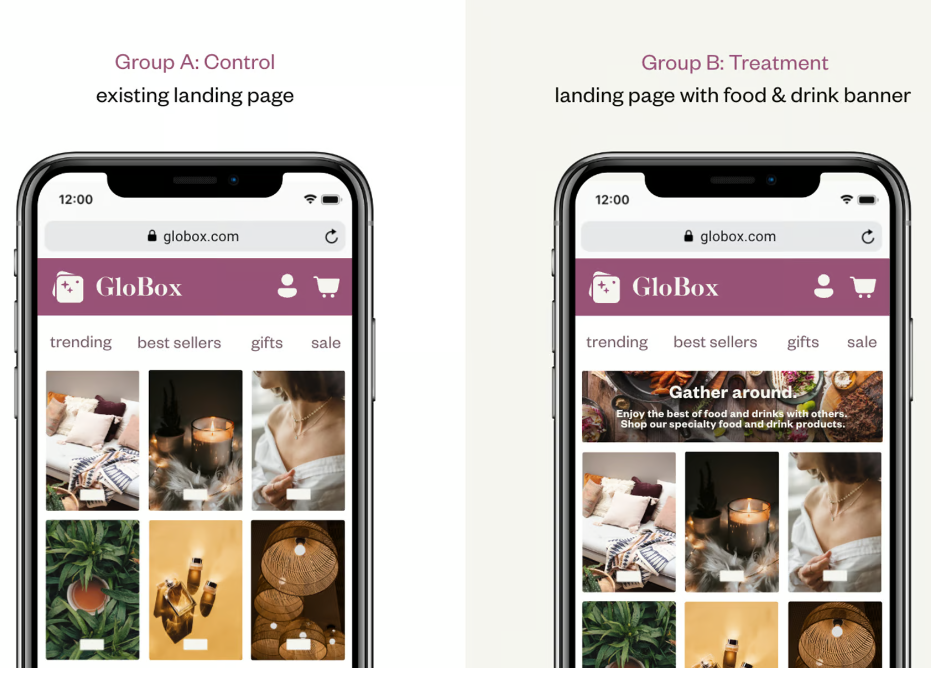 Group A: Control
existing landing page
12:00
globox.com
GloBox
trending best sellers gifts sale
Group B: Treatment
landing page with food & drink banner
12:00
globox.com
GloBox
trending best sellers gifts sale
Gather around.
Enjoy the best of food and drinks with others.
Shop our specialty food and drink products.